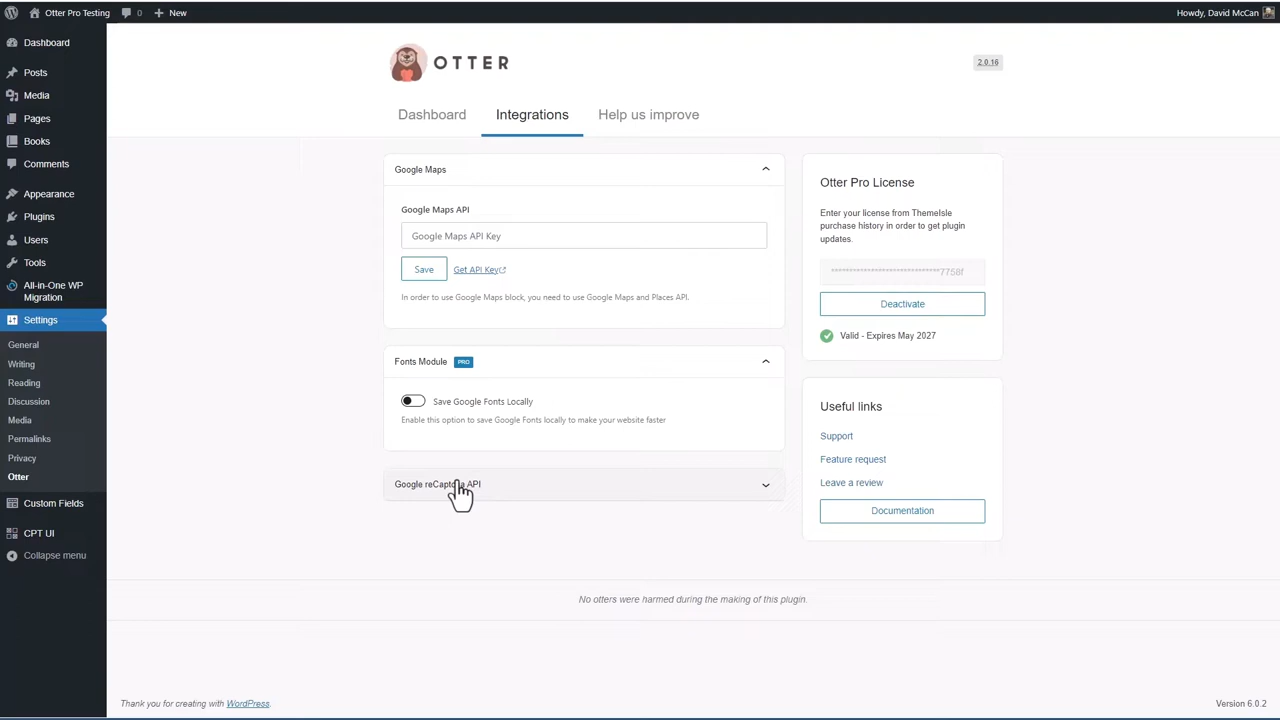 Otter Pro Testing
0
New
Howdy, David McCan
Dashboard
Posts
Media
Pages
Books
Comments
Appearance
Plugins
Users
Tools
All-in-One WP
Migration
Settings
General
Writing
Reading
Discussion
Media
Permalinks
Privacy
Otter
Custom Fields
CPT UI
Collapse menu
OTTER
2.0.16
Dashboard
Integrations
Help us improve
Google Maps
Google Maps API
Google Maps API Key
Save
Get API Key
In order to use Google Maps block, you need to use Google Maps and Places API.
Fonts Module
PRO
Save Google Fonts Locally
Enable this option to save Google Fonts locally to make your website faster
Google reCaptcha API
Otter Pro License
Enter your license from ThemeIsle
purchase history in order to get plugin
updates.
******************************7758f
Deactivate
Valid - Expires May 2027
Useful links
Support
Feature request
Leave a review
Documentation
No otters were harmed during the making of this plugin.
Thank you for creating with WordPress.
Version 6.0.2